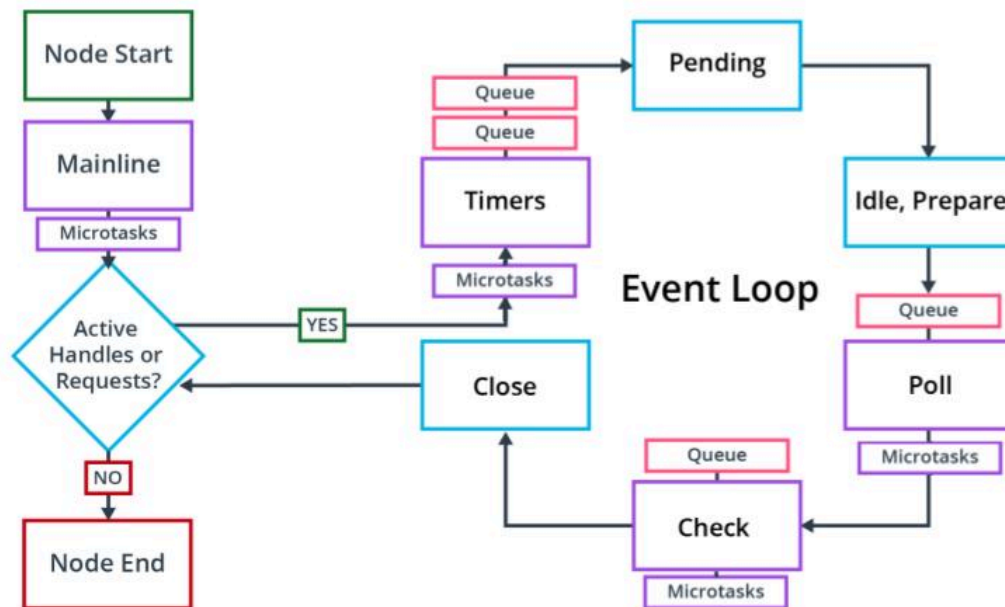 Node Start
Mainline
Microtasks
Active
Handles or
Requests?
YES
NO
Node End
Queue
Queue
Timers
Microtasks
Pending
Idle, Prepare
Event Loop
Queue
Poll
Microtasks
Queue
Check
Microtasks
Close